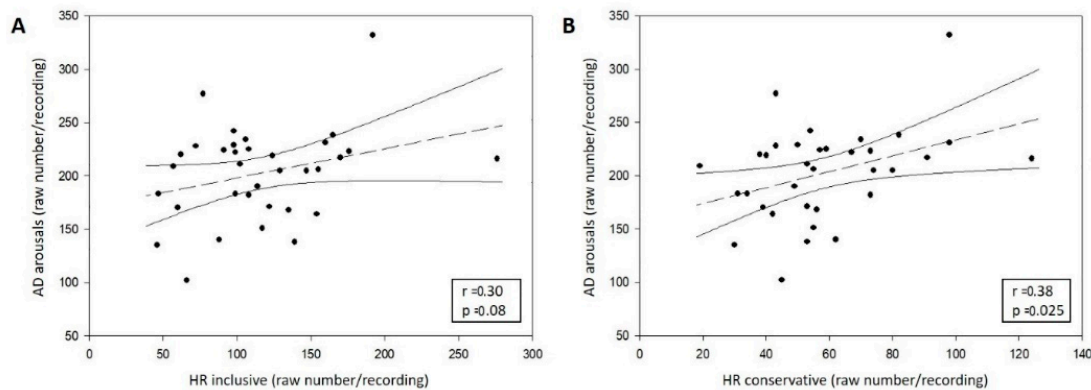 A
AD arousals (raw number/recording)
350
300
250
200
150
100
50
0
50
100
150
200
250
300
HR inclusive (raw number/recording)
r =0.30
p =0.08
B
AD arousals (raw number/recording)
350
300
250
200
150
100
50
0
20
40
60
80
100
120
140
HR conservative (raw number/recording)
r =0.38
p =0.025